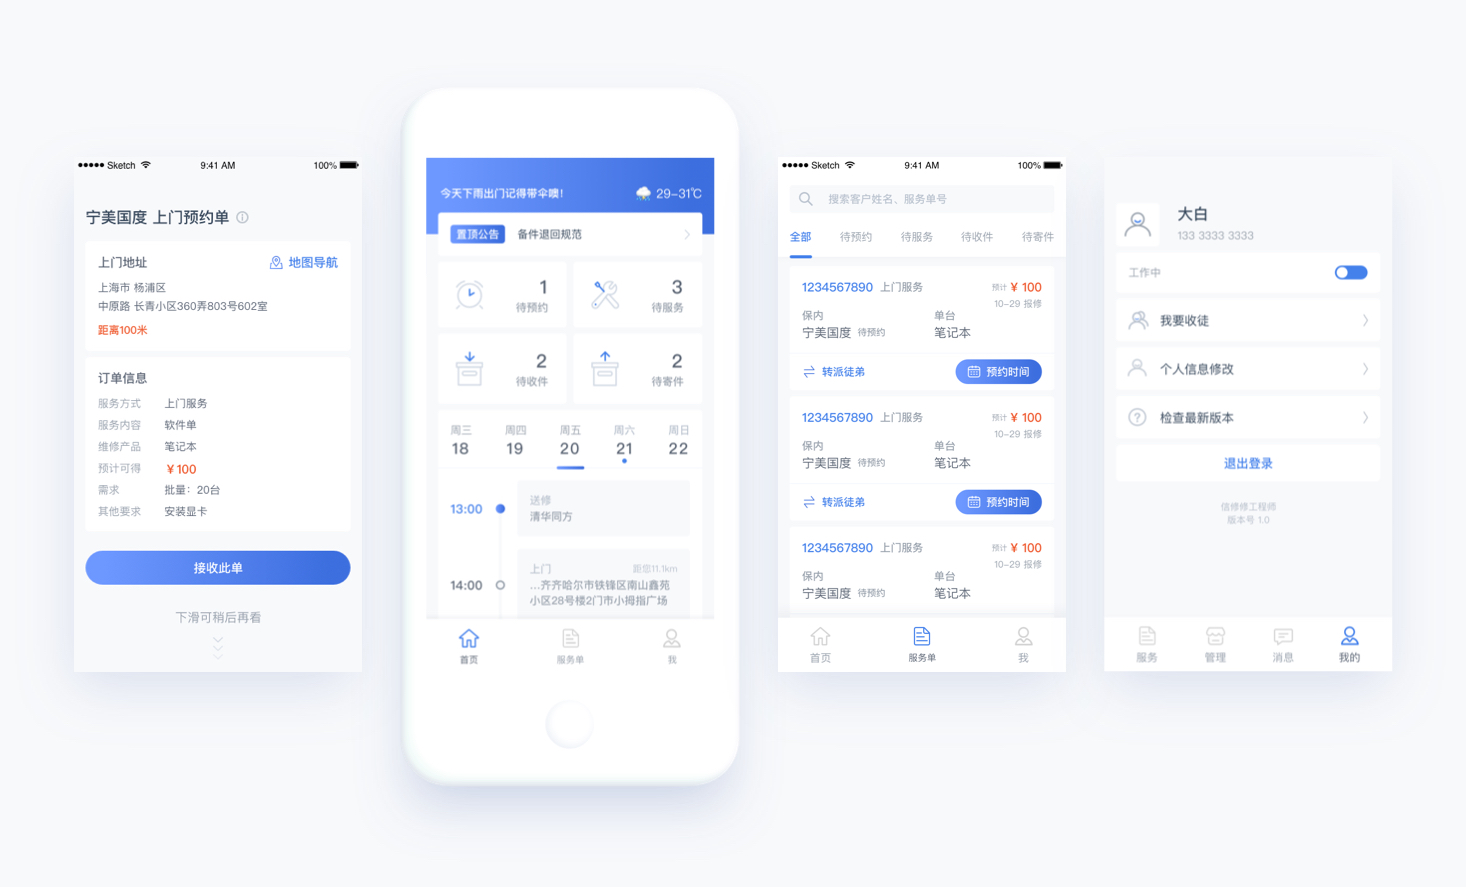 Sketch 9:41 AM 100%
宁美国度 上门预约单
上门地址 地图导航
上海市 杨浦区
中原路 长青小区360弄803号602室
距离100米
订单信息
服务方式 上门服务
服务内容 软件单
维修产品 笔记本
预计可得 ¥100
需求 批量：20台
其他要求 安装显卡
接收此单
下滑可稍后再看
今天下雨出门记得带伞噢！ 29-31℃
置顶公告 备件退回规范
1 待预约
3 待服务
2 待收件
2 待寄件
周三 周四 周五 周六 周日
18 19 20 21 22
13:00 送修
清华同方
14:00 上门 距您11.1km
...齐齐哈尔市铁锋区南山鑫苑
小区28号楼2门市小拇指广场
首页 服务单 我
Sketch 9:41 AM 100%
搜索客户姓名、服务单号
全部 待预约 待服务 待收件 待寄件
1234567890 上门服务 预计 ¥ 100
10-29 报修
保内 单台
宁美国度 待预约 笔记本
转派徒弟 预约时间
1234567890 上门服务 预计 ¥ 100
10-29 报修
保内 单台
宁美国度 待预约 笔记本
转派徒弟 预约时间
1234567890 上门服务 预计 ¥ 100
10-29 报修
保内 单台
宁美国度 待预约 笔记本
首页 服务单 我
大白
133 3333 3333
工作中
我要收徒
个人信息修改
检查最新版本
退出登录
信修修工程师
版本号 1.0
服务 管理 消息 我的